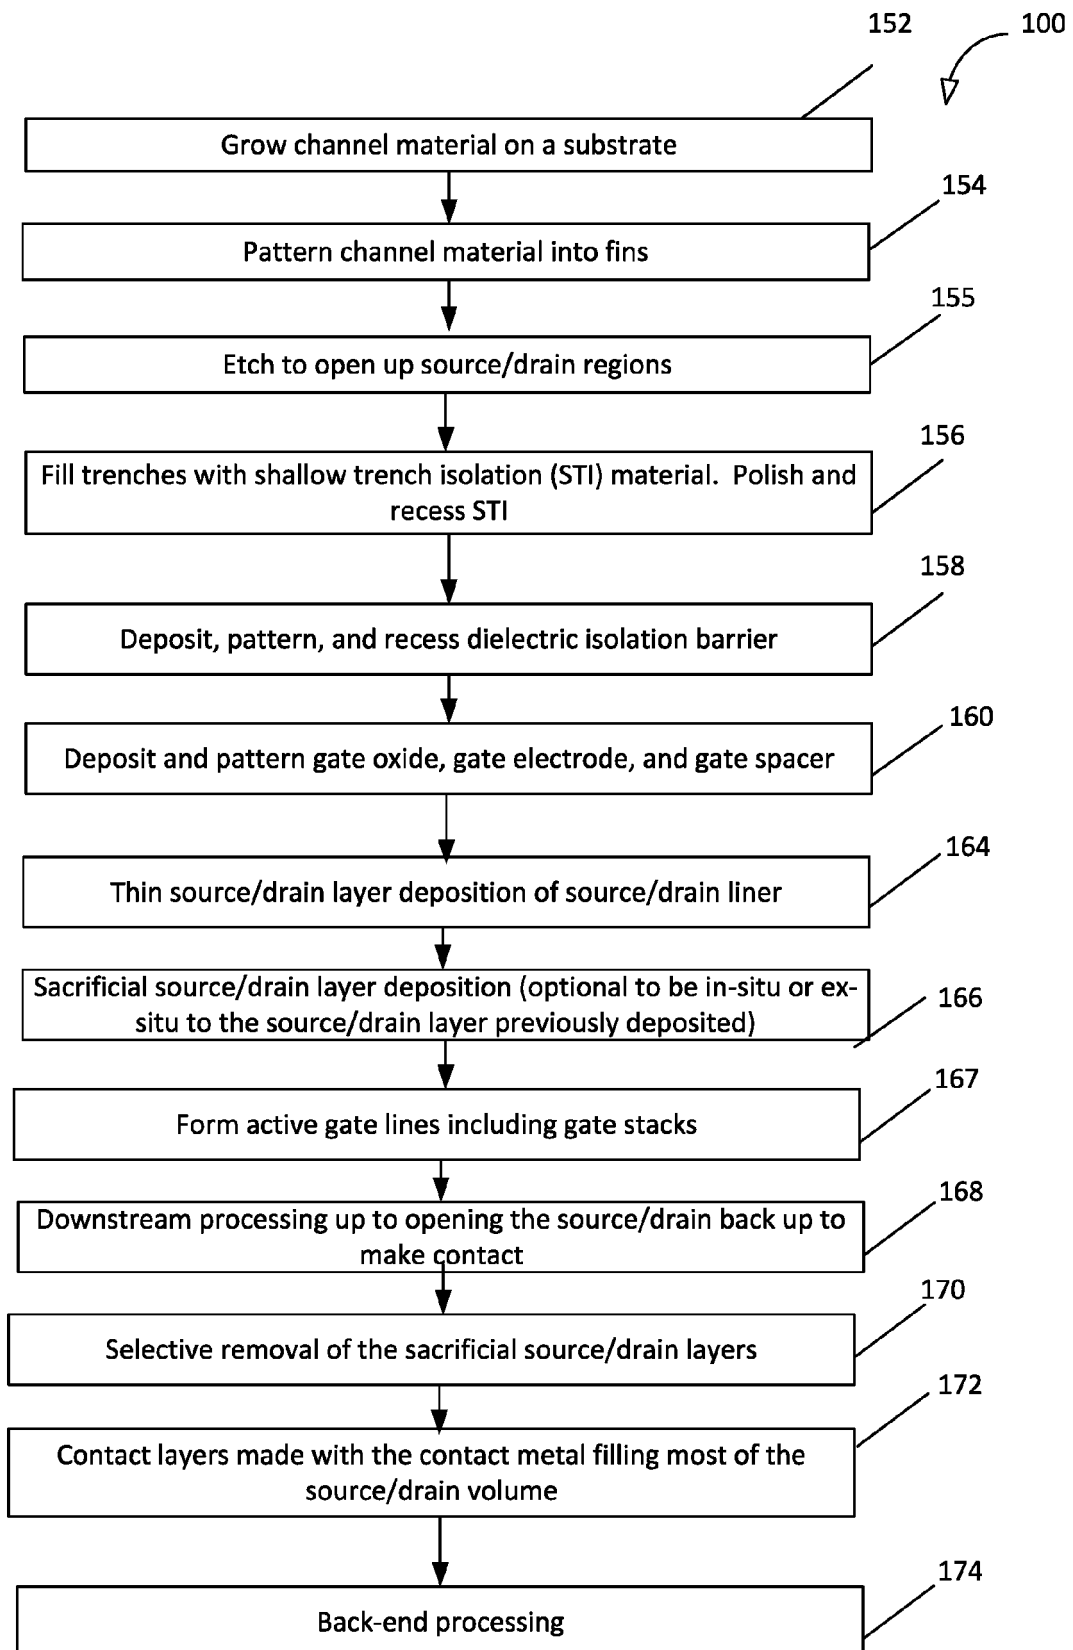 152
100
Grow channel material on a substrate
154
Pattern channel material into fins
155
Etch to open up source/drain regions
156
Fill trenches with shallow trench isolation (STI) material.  Polish and
recess STI
158
Deposit, pattern, and recess dielectric isolation barrier
160
Deposit and pattern gate oxide, gate electrode, and gate spacer
164
Thin source/drain layer deposition of source/drain liner
Sacrificial source/drain layer deposition (optional to be in-situ or ex-
situ to the source/drain layer previously deposited)
166
167
Form active gate lines including gate stacks
168
Downstream processing up to opening the source/drain back up to
make contact
170
Selective removal of the sacrificial source/drain layers
172
Contact layers made with the contact metal filling most of the
source/drain volume
174
Back-end processing